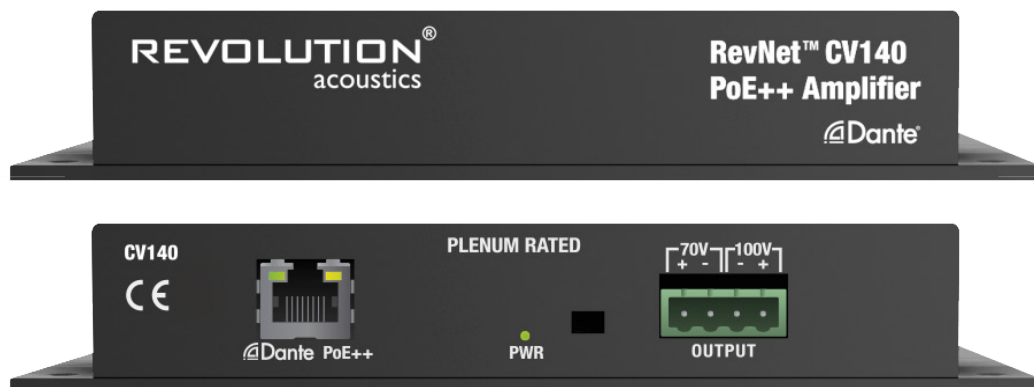 REVOLUTION®
acoustics
RevNet™ CV140
PoE++ Amplifier
Dante®
CV140
CE
PLENUM RATED
Dante PoE++
PWR
70V 100V
+ - - +
OUTPUT